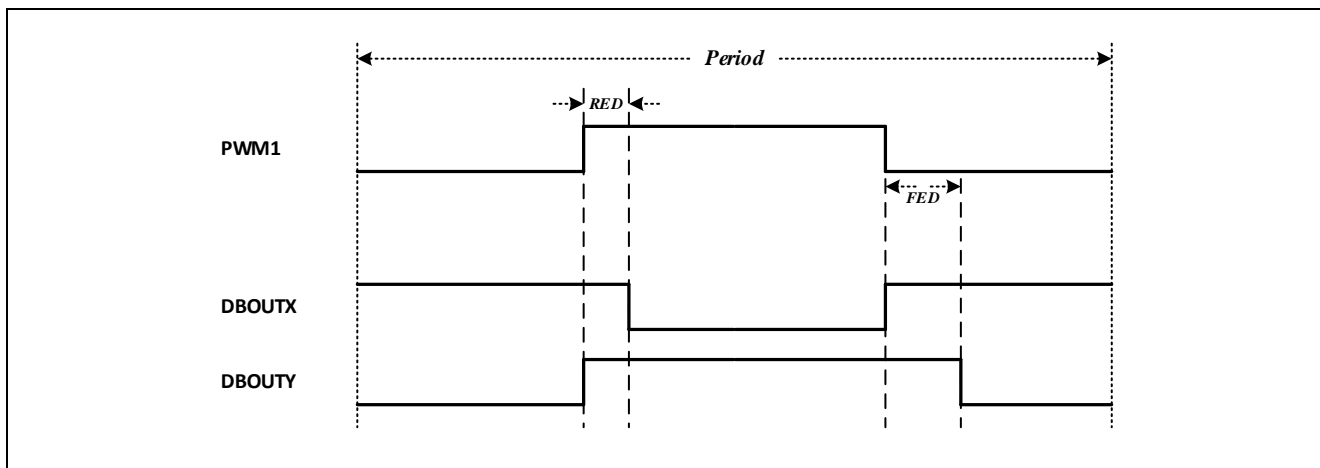 Period
RED
PWM1
FED
DBOUTX
DBOUTY